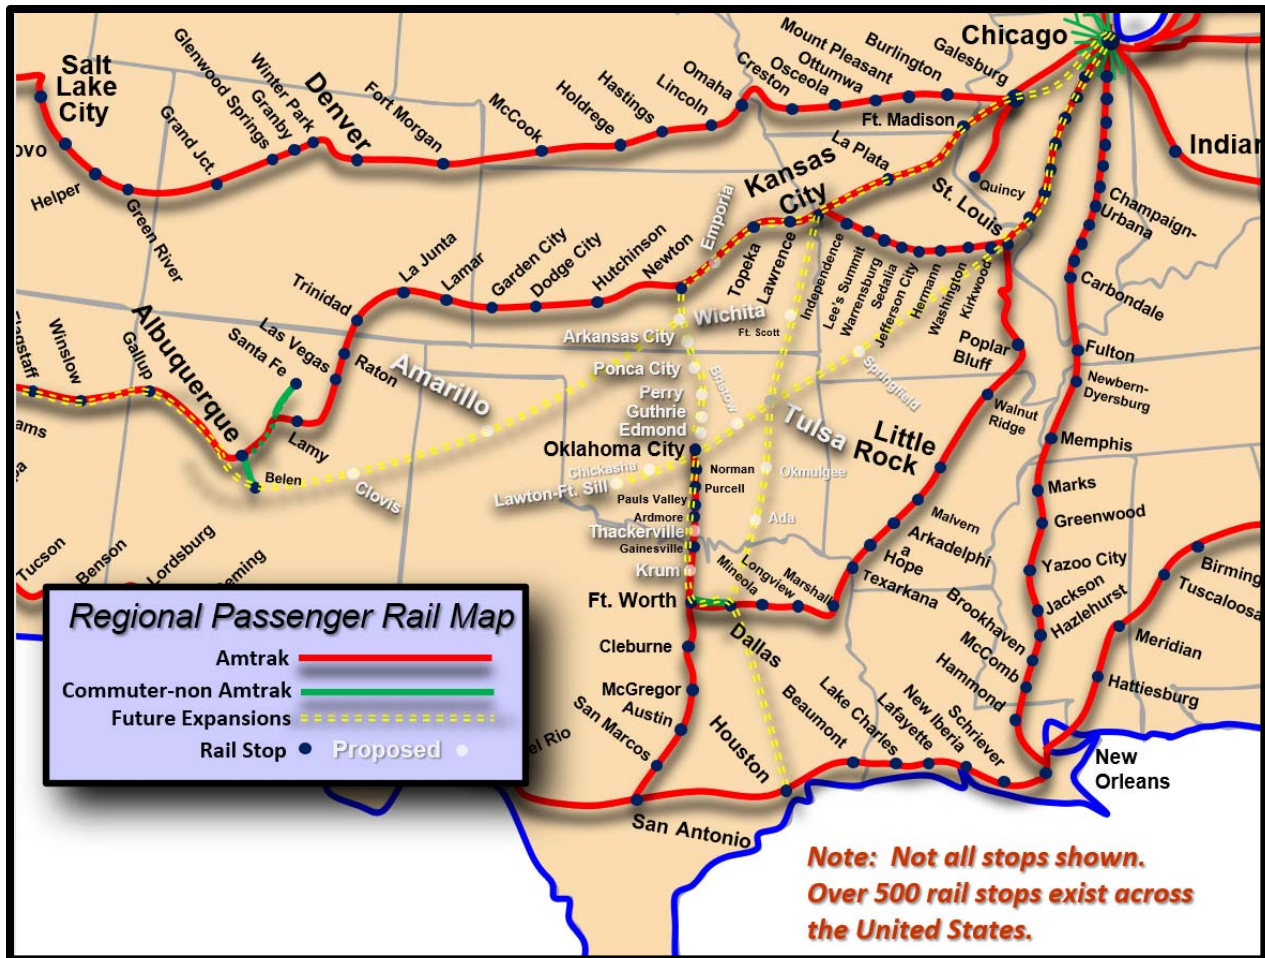 Chicago
Salt
Lake
City
ovo
Helper
Green River
Grand Jct.
Glenwood Springs
Granby
Winter Park
Denver
Fort Morgan
McCook
Holdrege
Hastings
Lincoln
Omaha
Creston
Osceola
Ottumwa
Mount Pleasant
Burlington
Galesburg
Ft. Madison
La Plata
Quincy
Indian
Kansas
City
St. Louis
Champaign-
Urbana
Carbondale
Fulton
Newbern-
Dyersburg
Memphis
Marks
Greenwood
Yazoo City
Jackson
Hazlehurst
Brookhaven
McComb
Hammond
Emporia
Topeka
Lawrence
Independence
Lee's Summit
Warrensburg
Sedalia
Jefferson City
Hermann
Washington
Kirkwood
Newton
Hutchinson
Dodge City
Garden City
Lamar
La Junta
Trinidad
Raton
Las Vegas
Santa Fe
Lamy
Albuquerque
Gallup
Winslow
Flagstaff
ams
Belen
Clovis
Amarillo
Wichita
Arkansas City
Ft. Scott
Ponca City
Perry
Guthrie
Edmond
Bristow
Tulsa
Springfield
Oklahoma City
Chickasha
Lawton-Ft. Sill
Norman
Purcell
Okmulgee
Pauls Valley
Ardmore
Ada
Thackerville
Gainesville
Krum
Ft. Worth
Dallas
Mineola
Longview
Marshall
Texarkana
Hope
Arkadelphi
a
Malvern
Little
Rock
Walnut
Ridge
Poplar
Bluff
Cleburne
McGregor
Austin
San Marcos
San Antonio
Houston
Beaumont
Lake Charles
Lafayette
New Iberia
Schriever
New
Orleans
Hattiesburg
Meridian
Tuscaloosa
Birming
Tucson
Benson
Lordsburg
eming
el Rio
Regional Passenger Rail Map
Amtrak
Commuter-non Amtrak
Future Expansions
Rail Stop Proposed
Note: Not all stops shown.
Over 500 rail stops exist across
the United States.